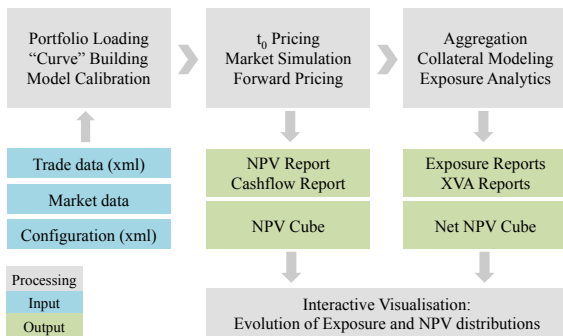 Portfolio Loading
“Curve” Building
Model Calibration
t₀ Pricing
Market Simulation
Forward Pricing
Aggregation
Collateral Modeling
Exposure Analytics
Trade data (xml)
Market data
Configuration (xml)
NPV Report
Cashflow Report
NPV Cube
Exposure Reports
XVA Reports
Net NPV Cube
Processing
Input
Output
Interactive Visualisation:
Evolution of Exposure and NPV distributions